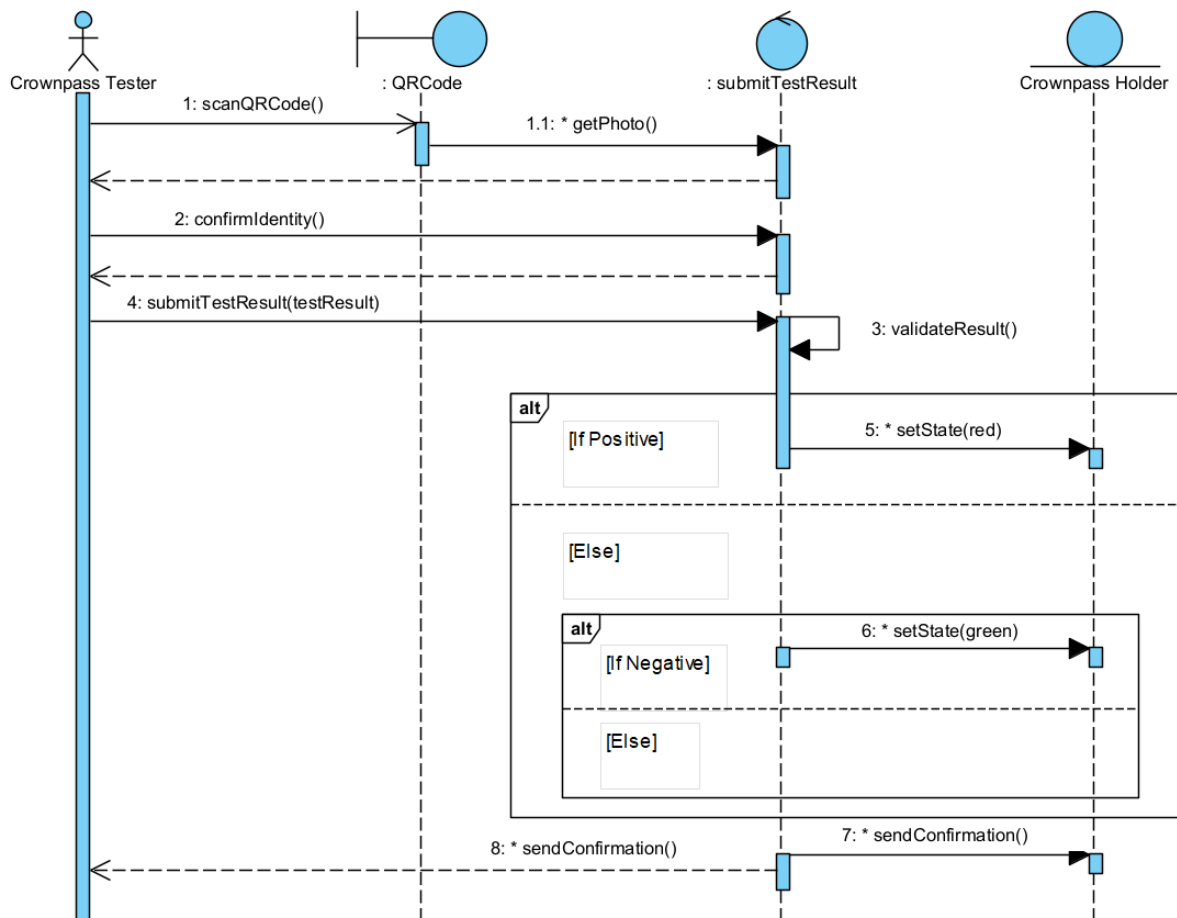 Crownpass Tester
: QRCode
: submitTestResult
Crownpass Holder
1: scanQRCode()
1.1: * getPhoto()
2: confirmIdentity()
4: submitTestResult(testResult)
3: validateResult()
alt
[If Positive]
5: * setState(red)
[Else]
alt
6: * setState(green)
[If Negative]
[Else]
7: * sendConfirmation()
8: * sendConfirmation()